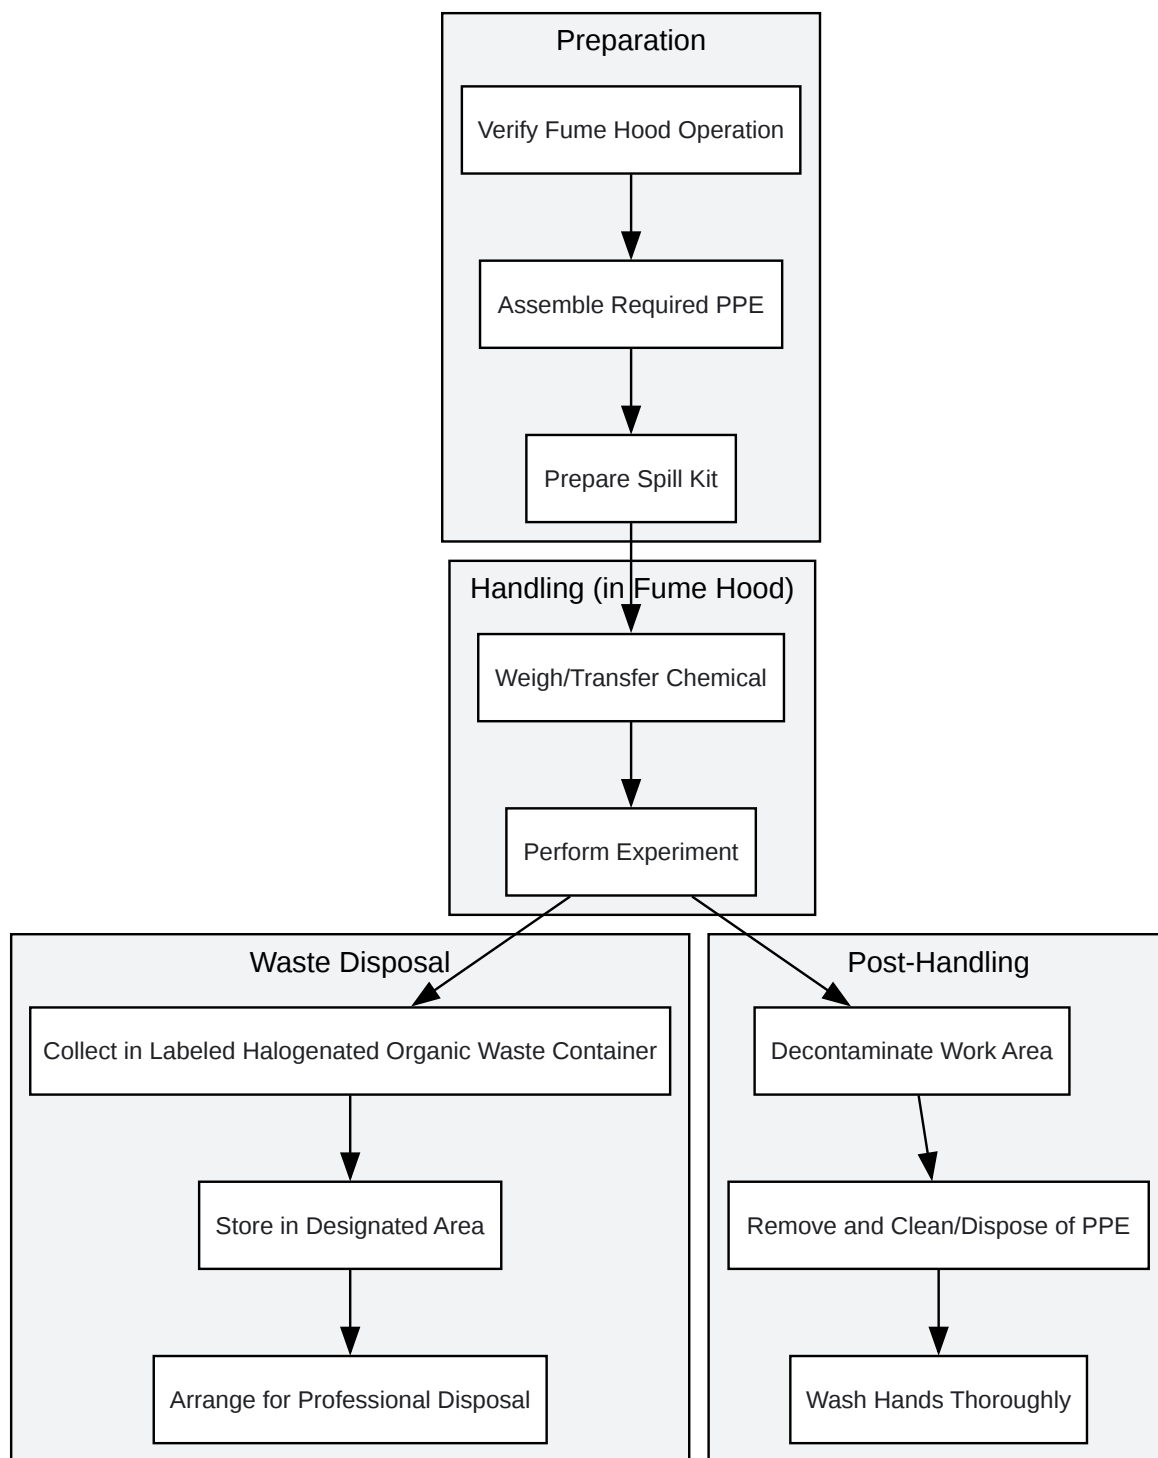 Preparation
Verify Fume Hood Operation
Assemble Required PPE
Prepare Spill Kit
Handling (in Fume Hood)
Weigh/Transfer Chemical
Perform Experiment
Waste Disposal
Collect in Labeled Halogenated Organic Waste Container
Store in Designated Area
Arrange for Professional Disposal
Post-Handling
Decontaminate Work Area
Remove and Clean/Dispose of PPE
Wash Hands Thoroughly